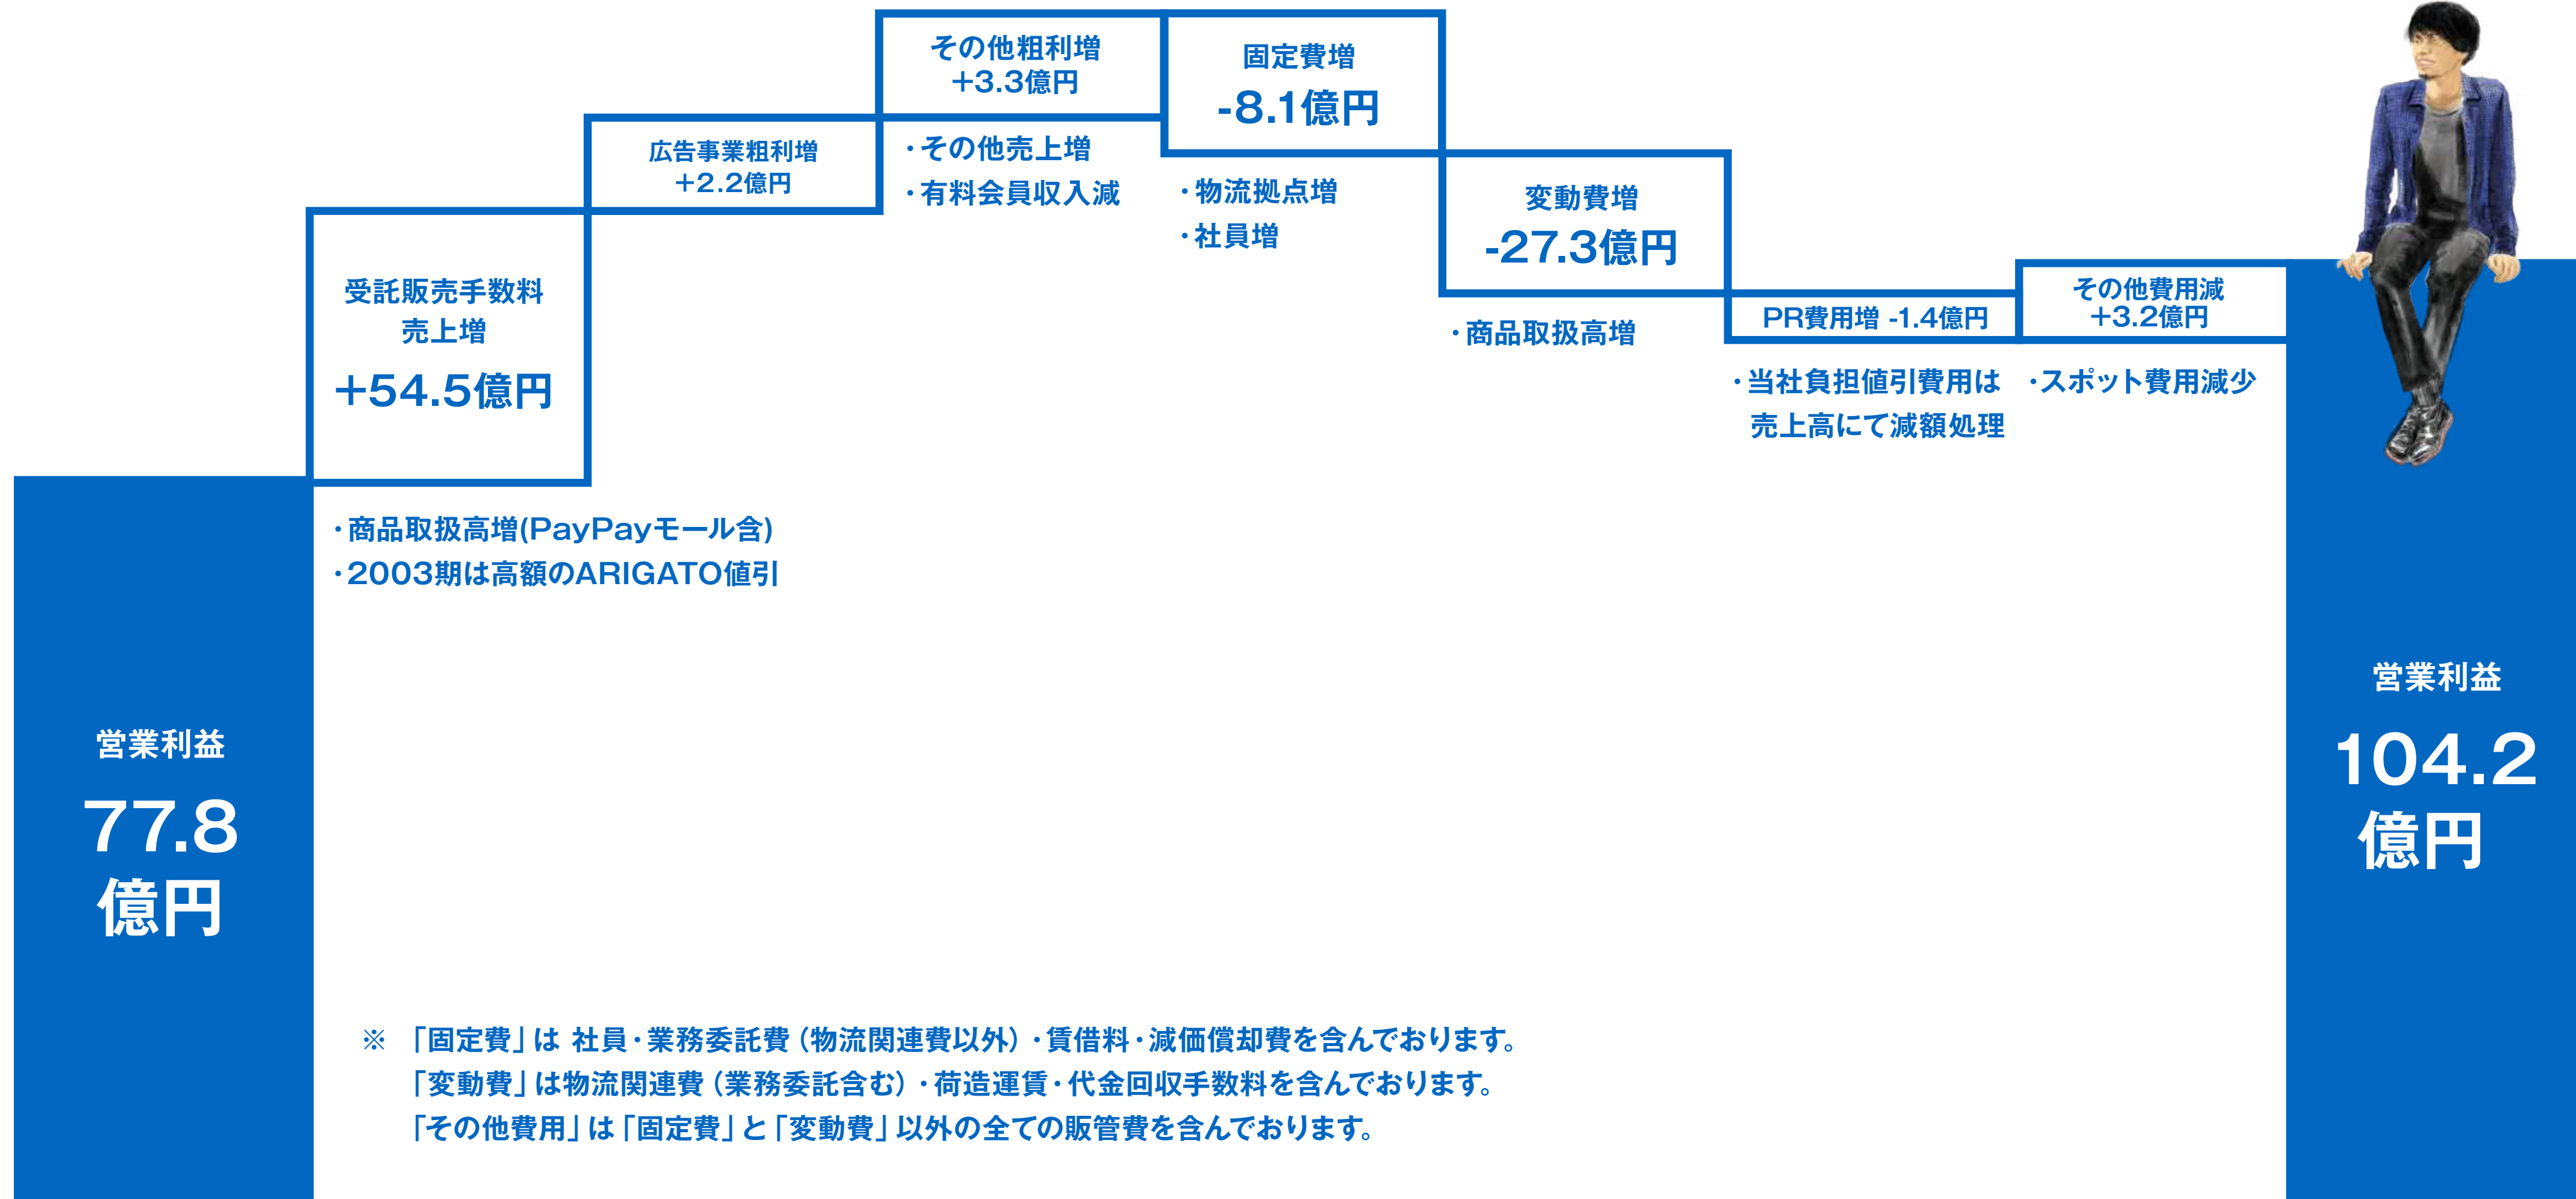 営業利益
77.8
億円
受託販売手数料
売上増
+54.5億円
・商品取扱高増(PayPayモール含)
・2003期は高額のARIGATO値引
広告事業粗利増
+2.2億円
その他粗利増
+3.3億円
・その他売上増
・有料会員収入減
固定費増
-8.1億円
・物流拠点増
・社員増
変動費増
-27.3億円
・商品取扱高増
PR費用増 -1.4億円
・当社負担値引費用は
売上高にて減額処理
その他費用減
+3.2億円
・スポット費用減少
営業利益
104.2
億円
※ 「固定費」は 社員・業務委託費(物流関連費以外)・賃借料・減価償却費を含んでおります。
「変動費」は物流関連費(業務委託含む)・荷造運賃・代金回収手数料を含んでおります。
「その他費用」は「固定費」と「変動費」以外の全ての販管費を含んでおります。